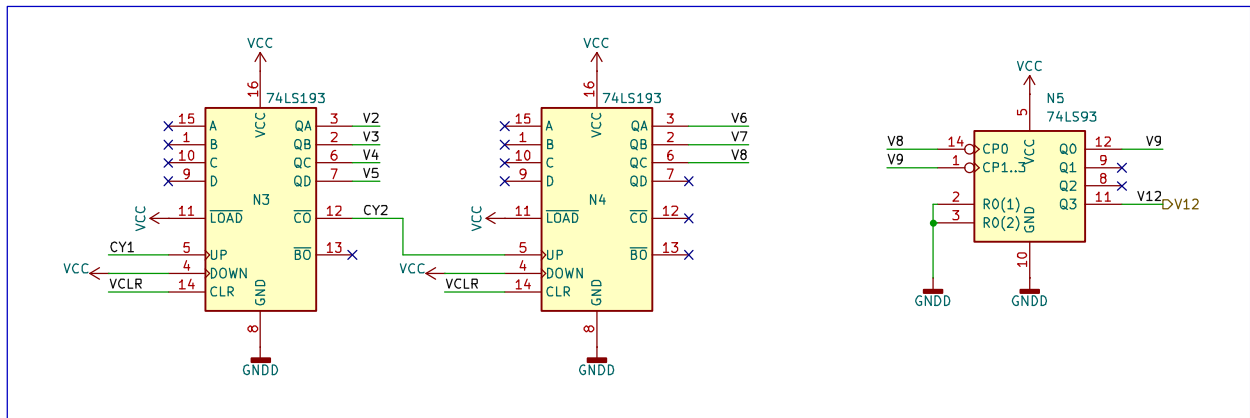 VCC
16
74LS193
VCC
15 A
1 B
10 C
9 D
N3
11 LOAD
VCC
CY1 5 UP
VCC 4 DOWN
VCLR 14 CLR
QA 3 V2
QB 2 V3
QC 6 V4
QD 7 V5
CO 12 CY2
BO 13
GND
8
GNDD
VCC
16
74LS193
VCC
15 A
1 B
10 C
9 D
N4
11 LOAD
VCC
5 UP
VCC 4 DOWN
VCLR 14 CLR
QA 3 V6
QB 2 V7
QC 6 V8
QD 7
CO 12
BO 13
GND
8
GNDD
VCC
5
N5
74LS93
VCC
V8 14 CP0
V9 1 CP1..3
2 R0(1)
3 R0(2)
Q0 12 V9
Q1 9
Q2 8
Q3 11 V12 V12
GND
10
GNDD
GNDD